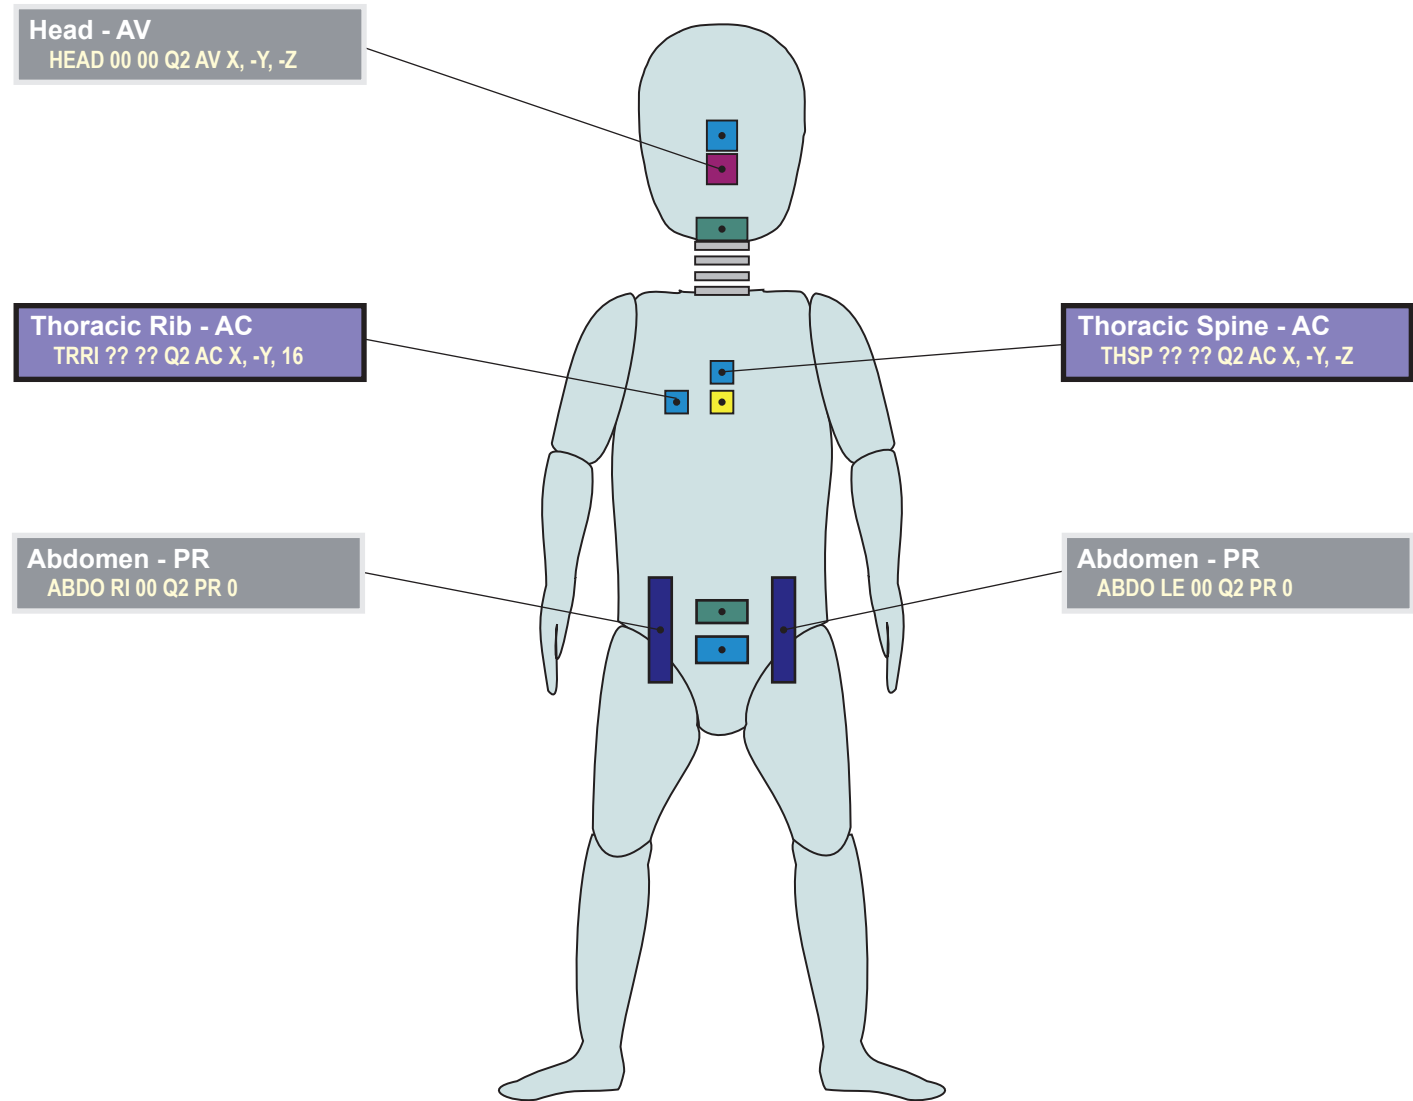 Head - AV
HEAD 00 00 Q2 AV X, -Y, -Z
Thoracic Rib - AC
TRRI ?? ?? Q2 AC X, -Y, 16
Thoracic Spine - AC
THSP ?? ?? Q2 AC X, -Y, -Z
Abdomen - PR
ABDO RI 00 Q2 PR 0
Abdomen - PR
ABDO LE 00 Q2 PR 0